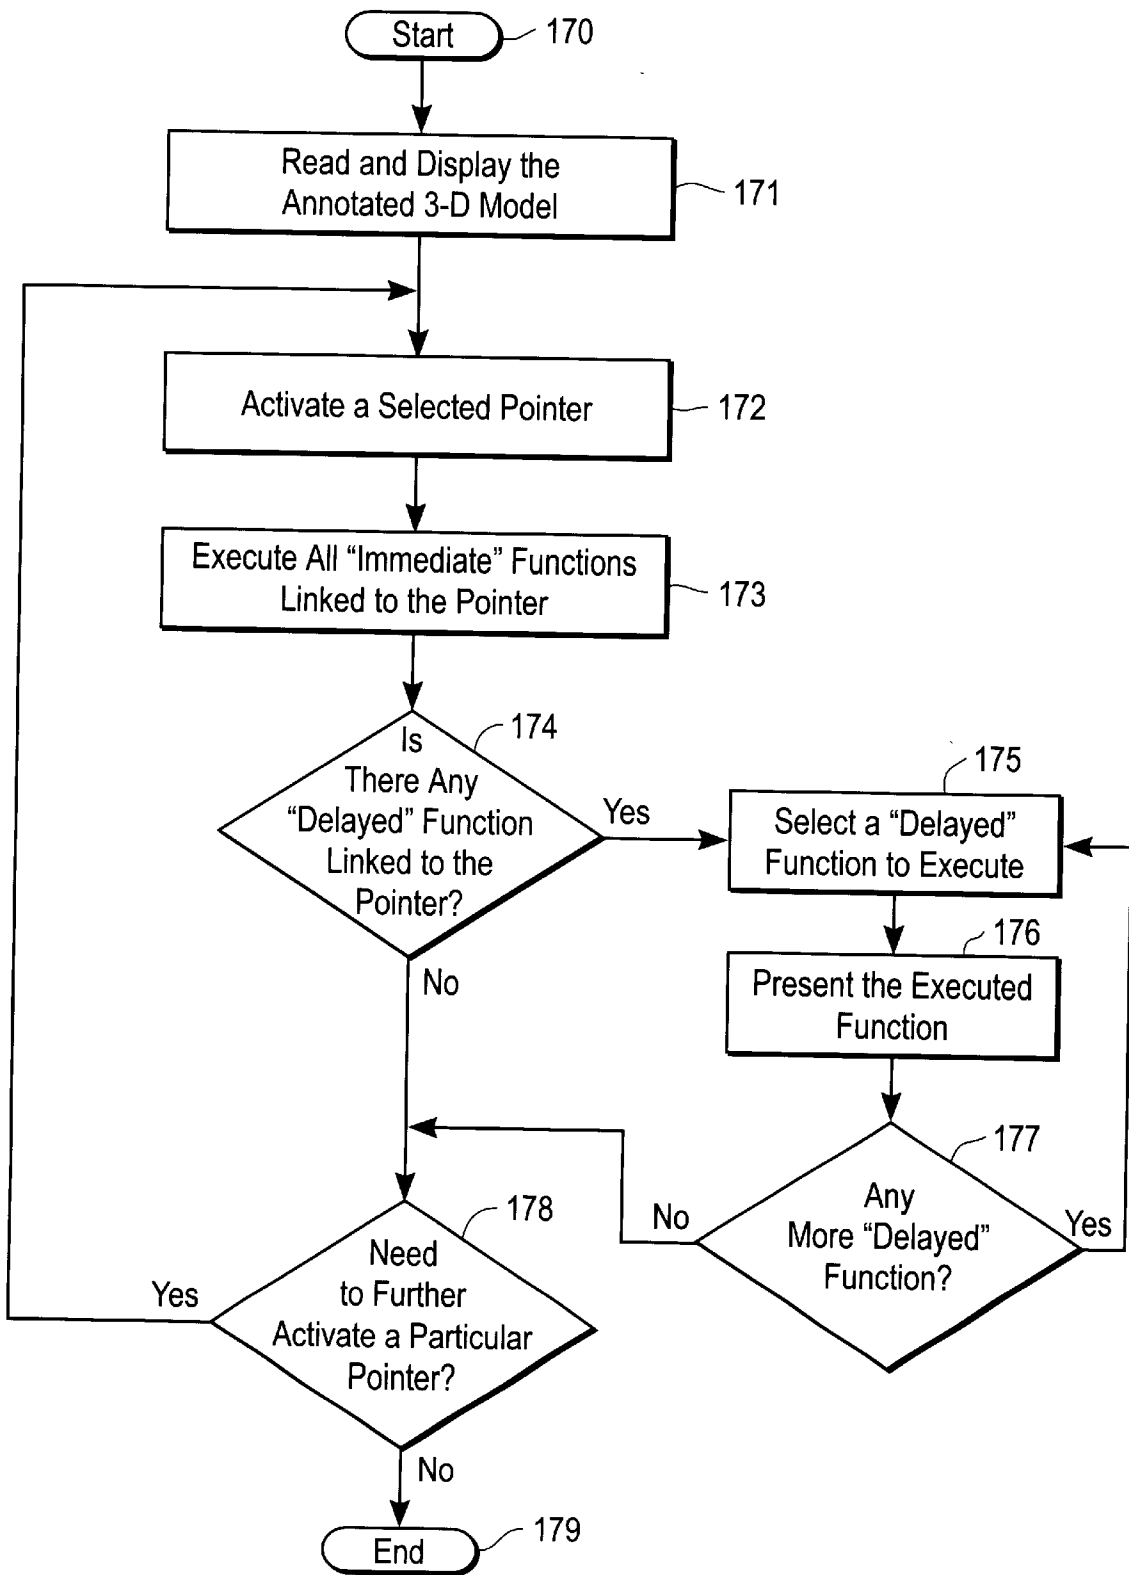 Start
170
Read and Display the
Annotated 3-D Model
171
Activate a Selected Pointer
172
Execute All “Immediate” Functions
Linked to the Pointer
173
174
Is
There Any
“Delayed” Function
Linked to the
Pointer?
Yes
No
175
Select a “Delayed”
Function to Execute
176
Present the Executed
Function
177
Any
More “Delayed”
Function?
No
Yes
178
Need
to Further
Activate a Particular
Pointer?
Yes
No
End
179